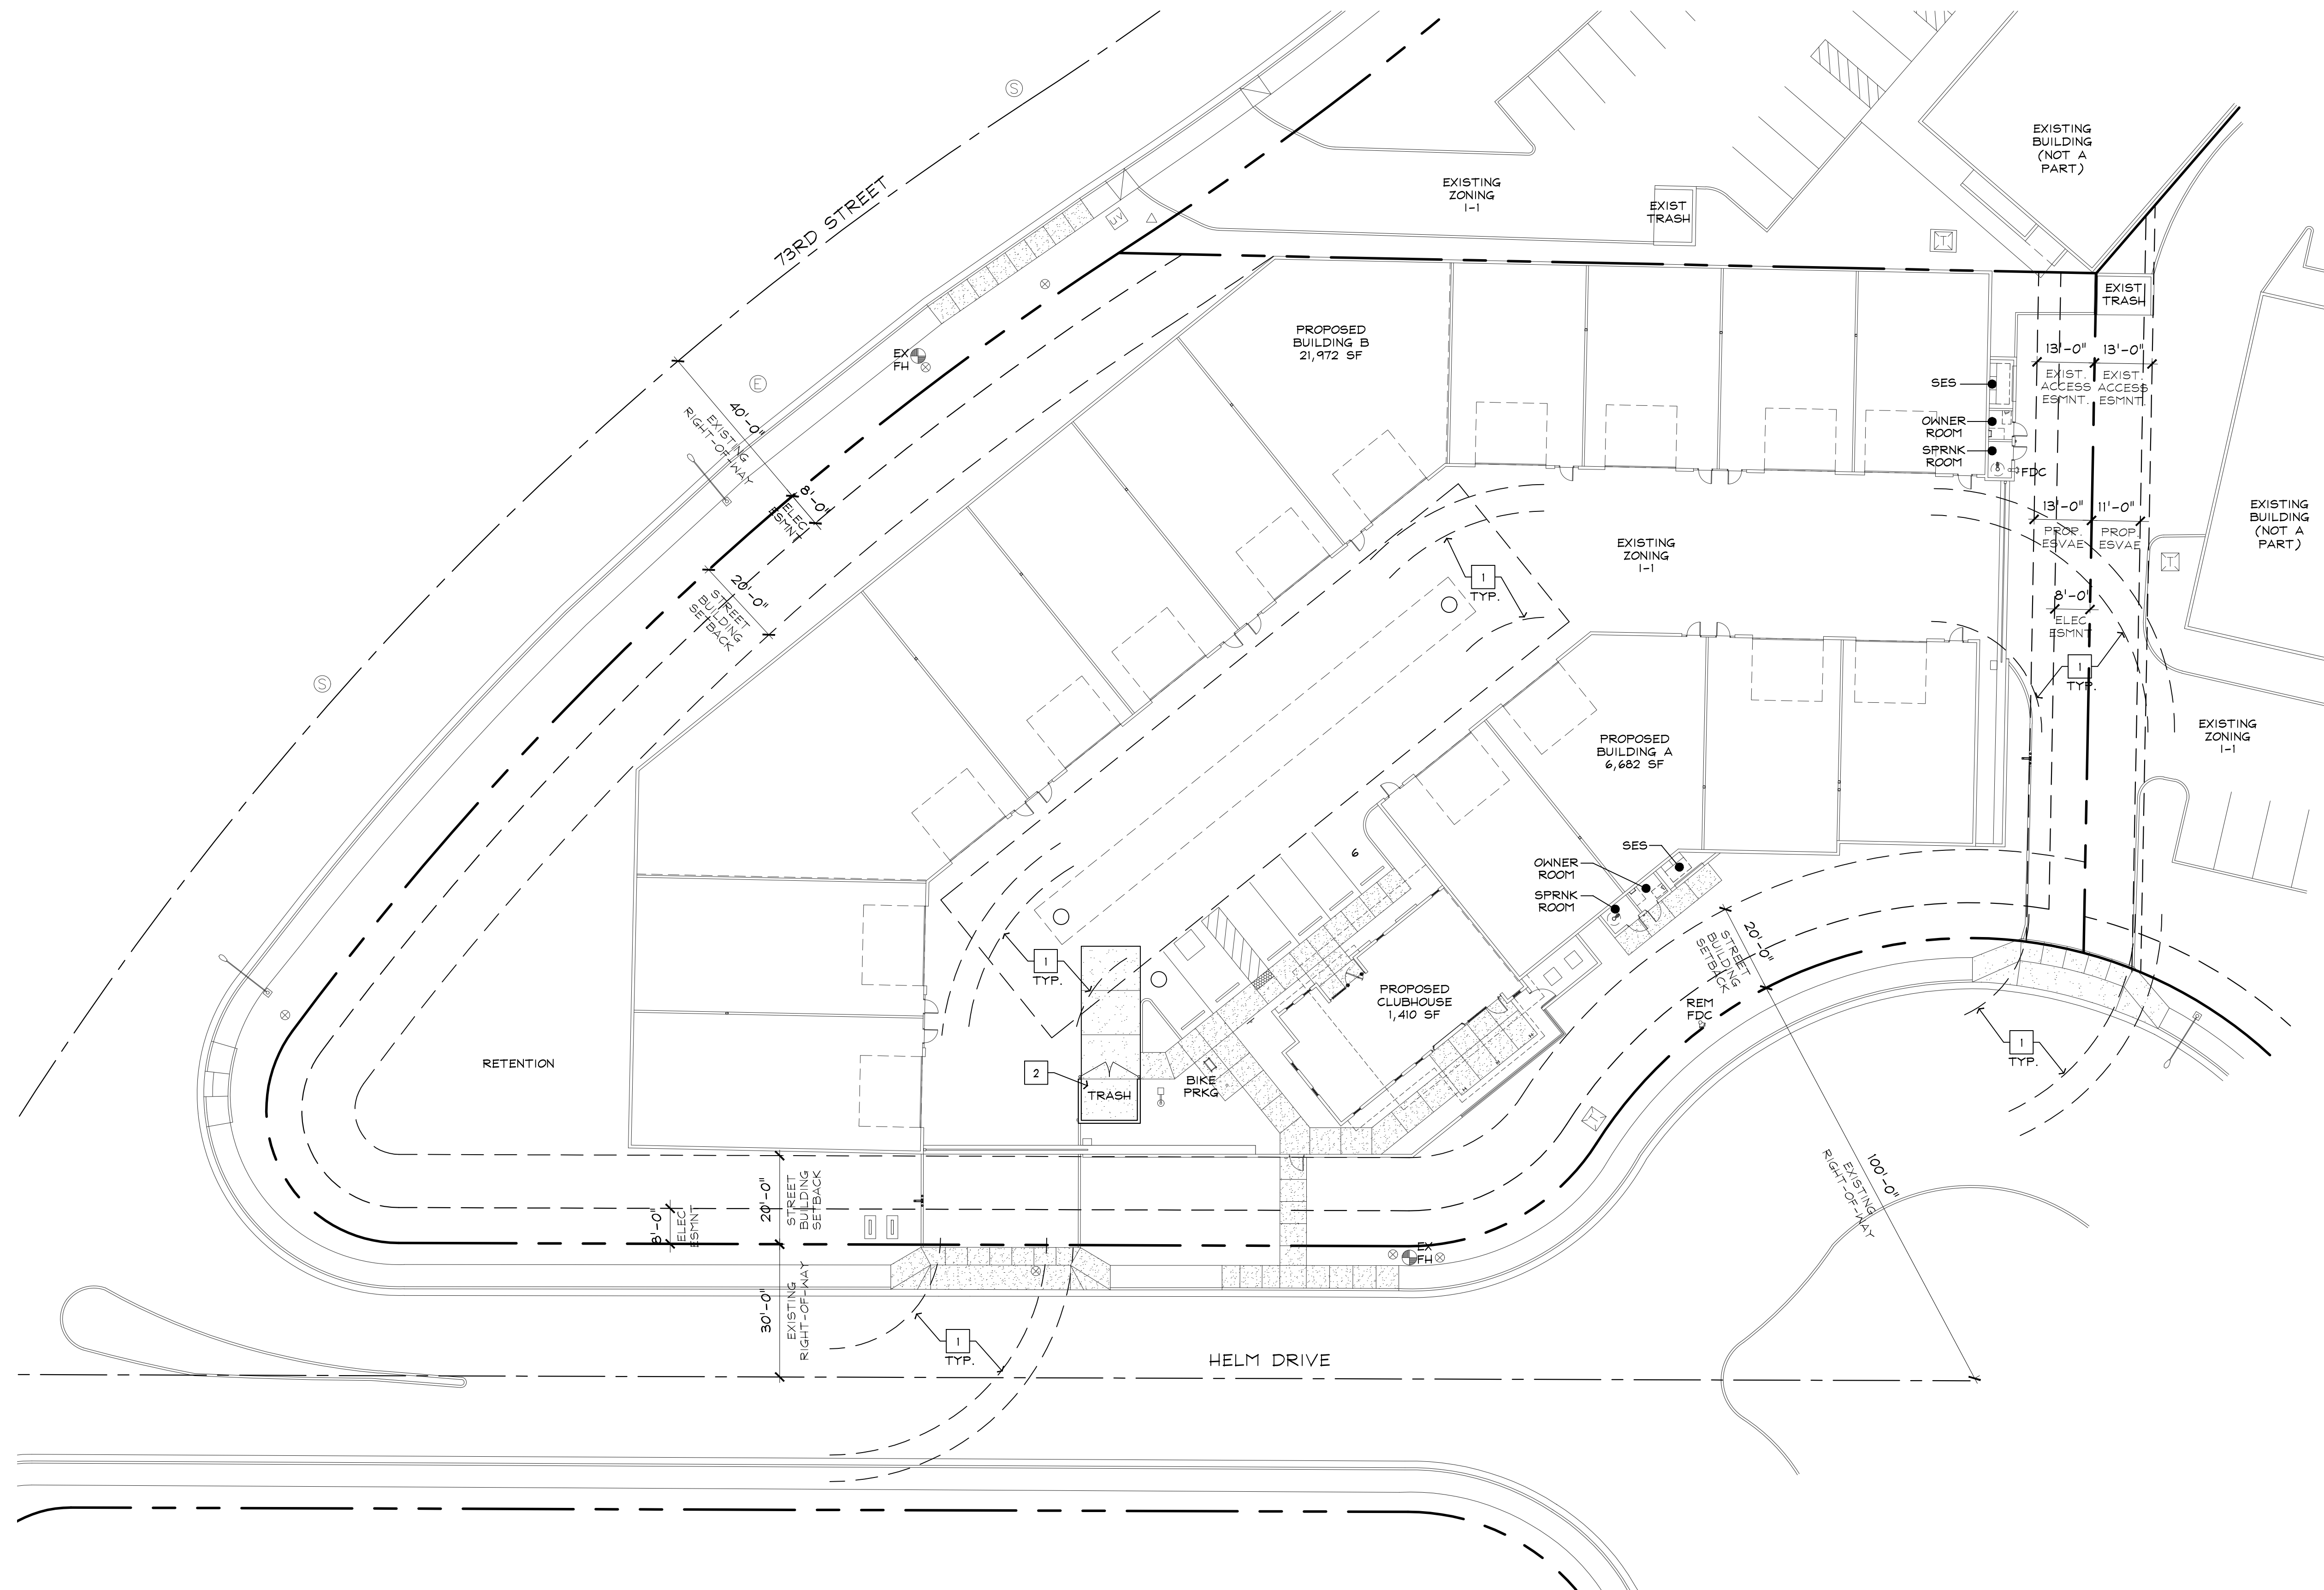 73RD STREET
S
E
S
EX
FH
40'-0"
EXISTING
RIGHT-OF-WAY
8'-0"
ELEC
ESMNT
20'-0"
STREET
BUILDING
SETBACK
EXISTING
ZONING
I-1
EXIST
TRASH
EXISTING
BUILDING
(NOT A
PART)
T
EXIST
TRASH
PROPOSED
BUILDING B
21,972 SF
SES
OWNER
ROOM
SPRNK
ROOM
FDC
13'-0"
EXIST.
ACCESS
ESMNT.
13'-0"
EXIST.
ACCESS
ESMNT.
13'-0"
PROP.
ESVAE
11'-0"
PROP.
ESVAE
8'-0"
ELEC
ESMNT
1
TYP.
EXISTING
BUILDING
(NOT A
PART)
T
EXISTING
ZONING
I-1
EXISTING
ZONING
I-1
1
TYP.
PROPOSED
BUILDING A
6,682 SF
SES
OWNER
ROOM
SPRNK
ROOM
6
1
TYP.
PROPOSED
CLUBHOUSE
1,410 SF
20'-0"
STREET
BUILDING
SETBACK
REM
FDC
T
1
TYP.
100'-0"
EXISTING
RIGHT-OF-WAY
RETENTION
2
TRASH
BIKE
PRKG
8'-0"
ELEC
ESMNT
20'-0"
STREET
BUILDING
SETBACK
30'-0"
EXISTING
RIGHT-OF-WAY
EX
FH
1
TYP.
HELM DRIVE